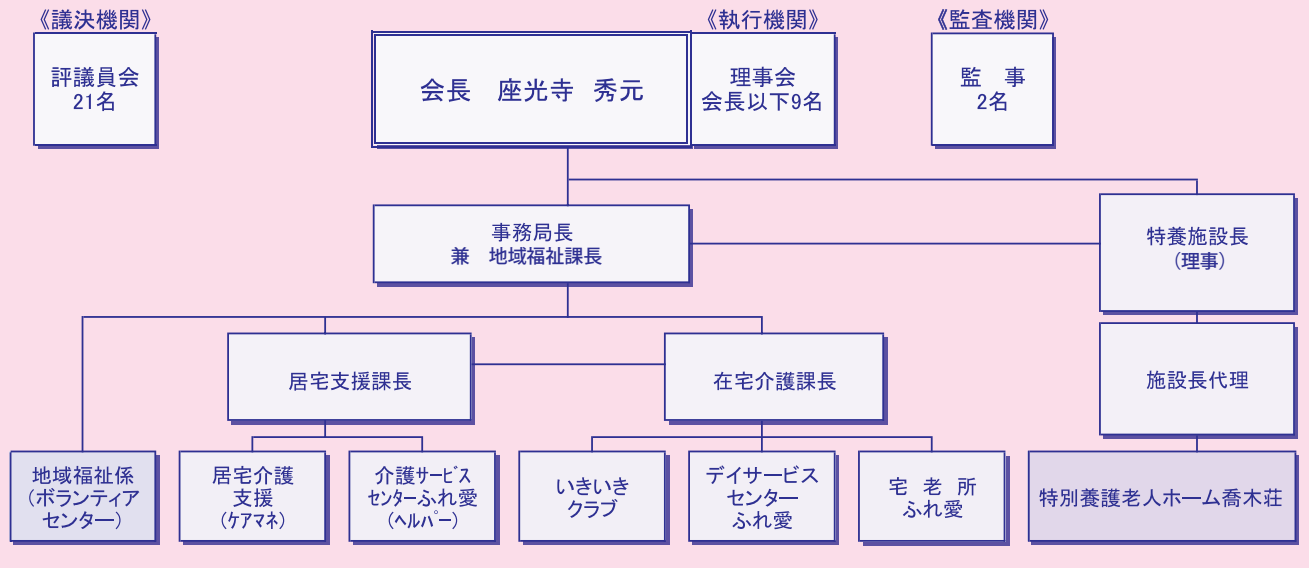 《議決機関》
評議員会
21名
会長　座光寺　秀元
《執行機関》
理事会
会長以下9名
《監査機関》
監　事
2名
事務局長
兼　地域福祉課長
特養施設長
(理事)
居宅支援課長
在宅介護課長
施設長代理
地域福祉係
(ボランティア
センター)
居宅介護
支援
(ケアマネ)
介護ｻｰﾋﾞｽ
ｾﾝﾀｰふれ愛
(ﾍﾙﾊﾟｰ)
いきいき
クラブ
デイサービス
センター
ふれ愛
宅　老　所
ふれ愛
特別養護老人ホーム喬木荘